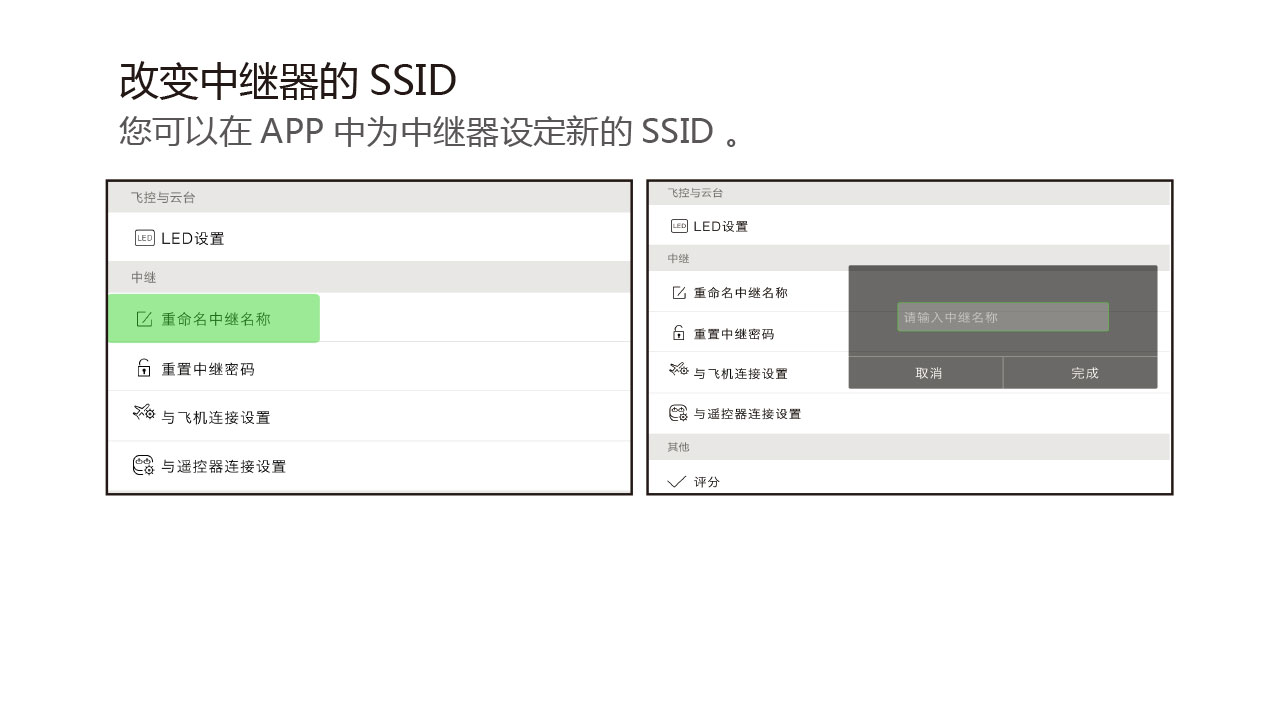 改变中继器的 SSID
您可以在 APP 中为中继器设定新的 SSID 。
飞控与云台
LED LED设置
中继
重命名中继名称
重置中继密码
与飞机连接设置
与遥控器连接设置
飞控与云台
LED LED设置
中继
重命名中继名称
重置中继密码
与飞机连接设置
与遥控器连接设置
其他
评分
请输入中继名称
取消
完成